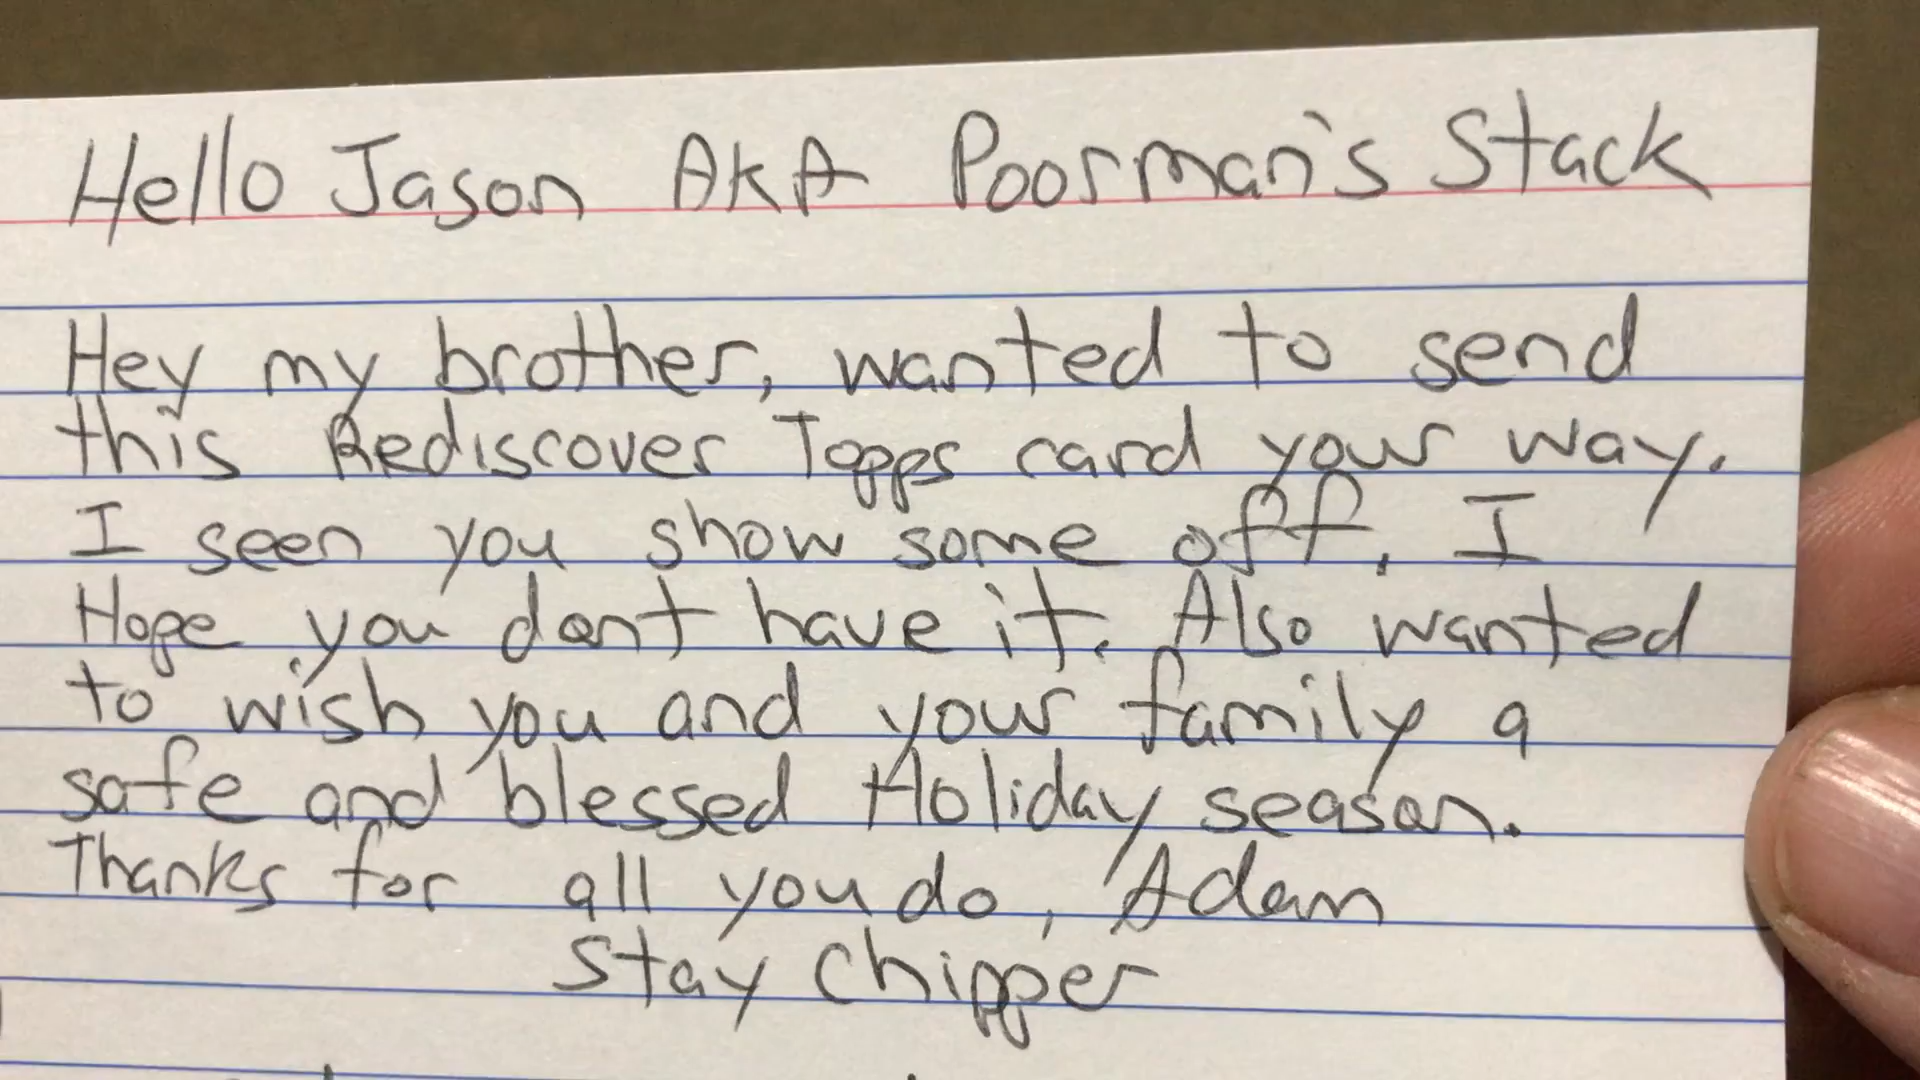 Hello Jason AKA Poorman's Stack
Hey my brother, wanted to send
this Rediscover Topps card your way.
I seen you show some off, I
Hope you dont have it. Also wanted
to wish you and your family a
safe and blessed Holiday season.
Thanks for all you do, Adam
Stay Chipper